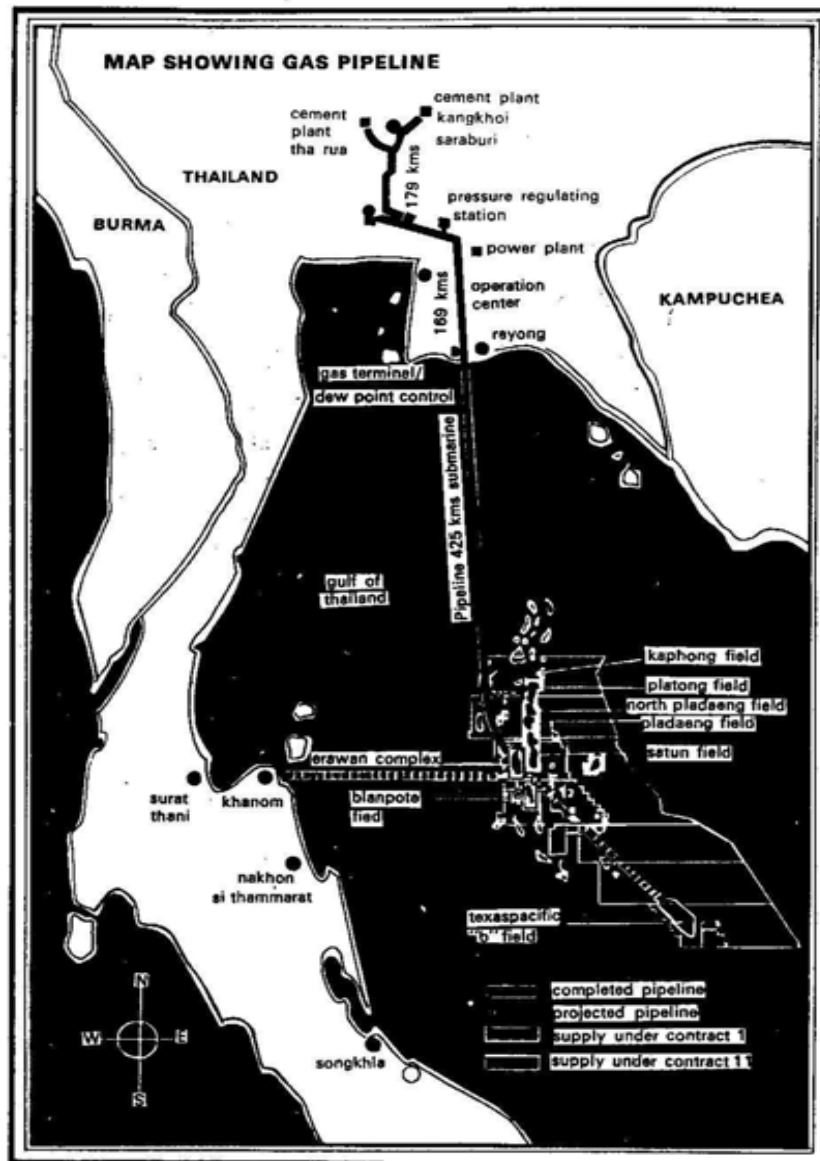 MAP SHOWING GAS PIPELINE
cement plant
kangkhoi
saraburi
cement
plant
tha rua
179 kms
THAILAND
pressure regulating
station
BURMA
power plant
operation
center
KAMPUCHEA
169 kms
reyong
gas terminal/
dew point control
Pipeline 425 kms submarine
gulf of
thailand
kaphong field
platong field
north pladaeng field
pladaeng field
satun field
erawan complex
surat
thani
khanom
blanpote
fied
nakhon
si thammarat
texaspacific
"b" field
N
W
E
S
completed pipeline
projected pipeline
supply under contract 1
supply under contract 11
songkhla